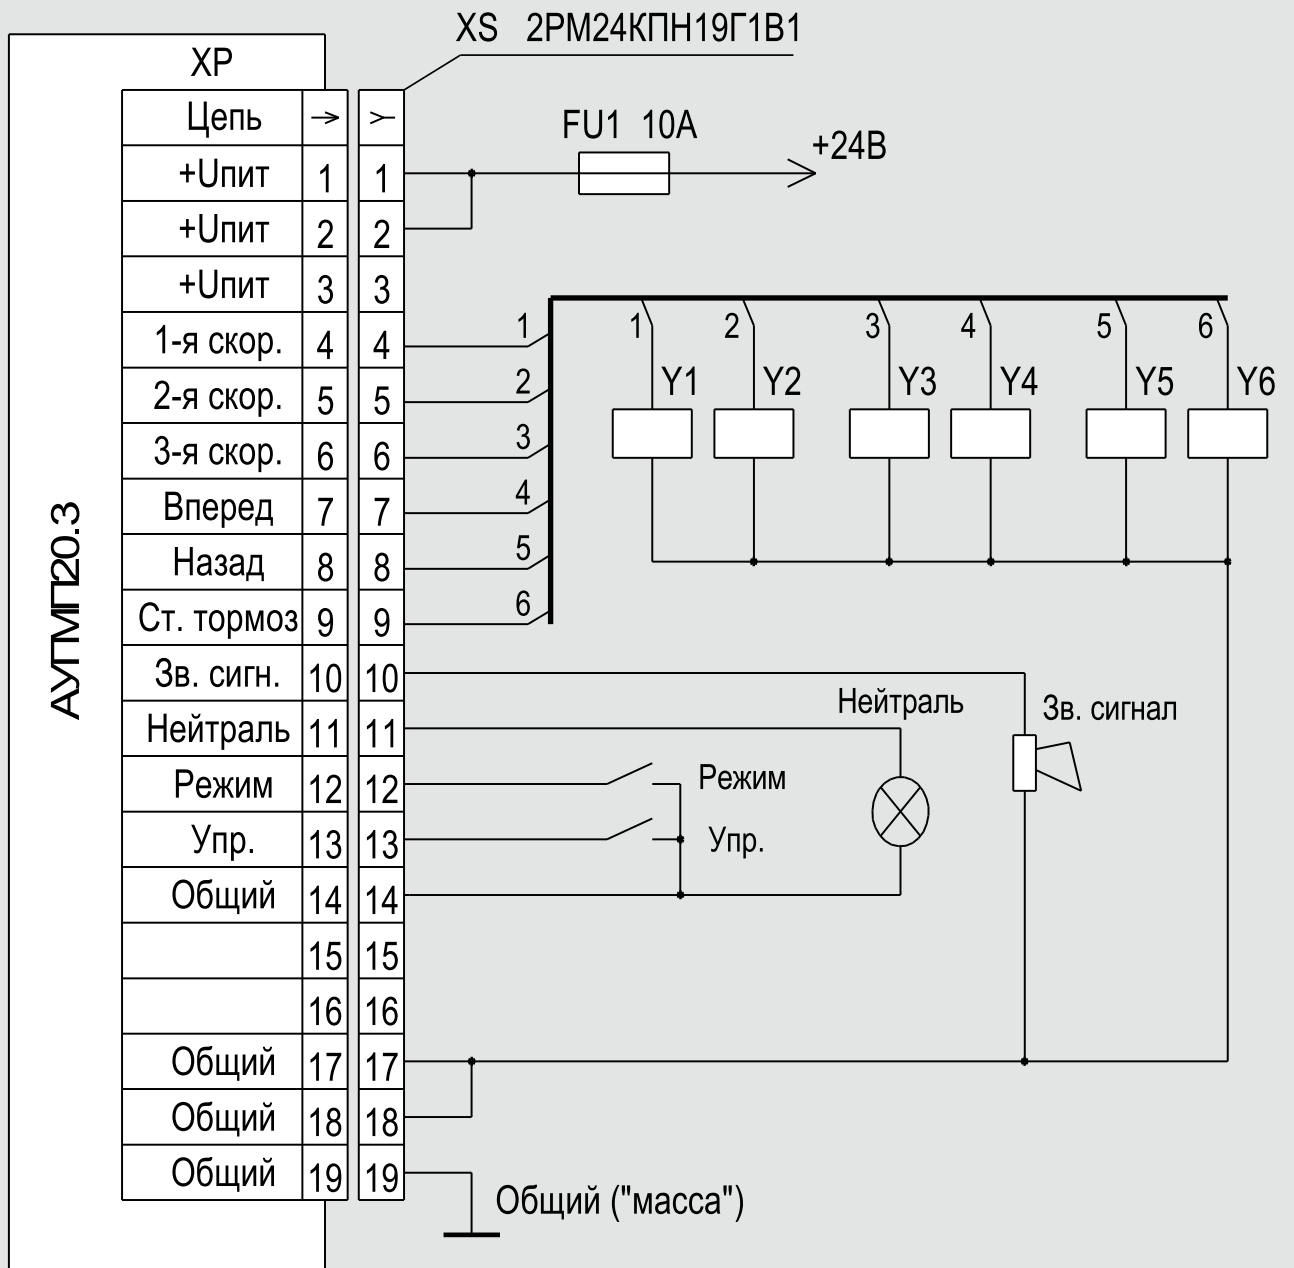 XS 2РМ24КПН19Г1В1
XP
Цепь
FU1 10A
+24В
+Uпит 1 1
+Uпит 2 2
+Uпит 3 3
1-я скор. 4 4
2-я скор. 5 5
3-я скор. 6 6
Вперед 7 7
Назад 8 8
Ст. тормоз 9 9
Зв. сигн. 10 10
Нейтраль 11 11
Режим 12 12
Упр. 13 13
Общий 14 14
15 15
16 16
Общий 17 17
Общий 18 18
Общий 19 19
АУПМП20.3
1
2
3
4
5
6
1 2 3 4 5 6
Y1 Y2 Y3 Y4 Y5 Y6
Нейтраль
Зв. сигнал
Режим
Упр.
Общий ("масса")